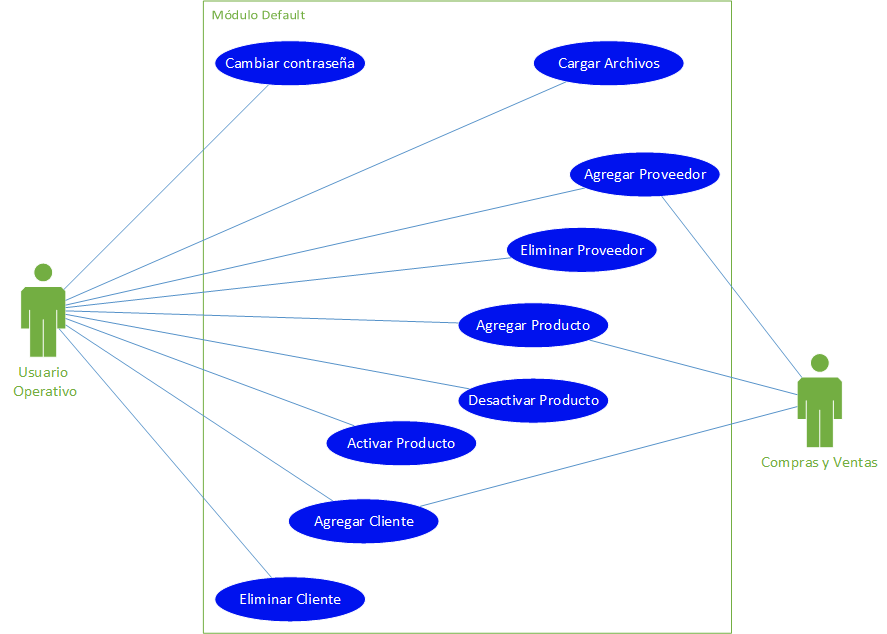 Módulo Default
Cambiar contraseña
Cargar Archivos
Agregar Proveedor
Eliminar Proveedor
Agregar Producto
Desactivar Producto
Activar Producto
Agregar Cliente
Eliminar Cliente
Usuario
Operativo
Compras y Ventas